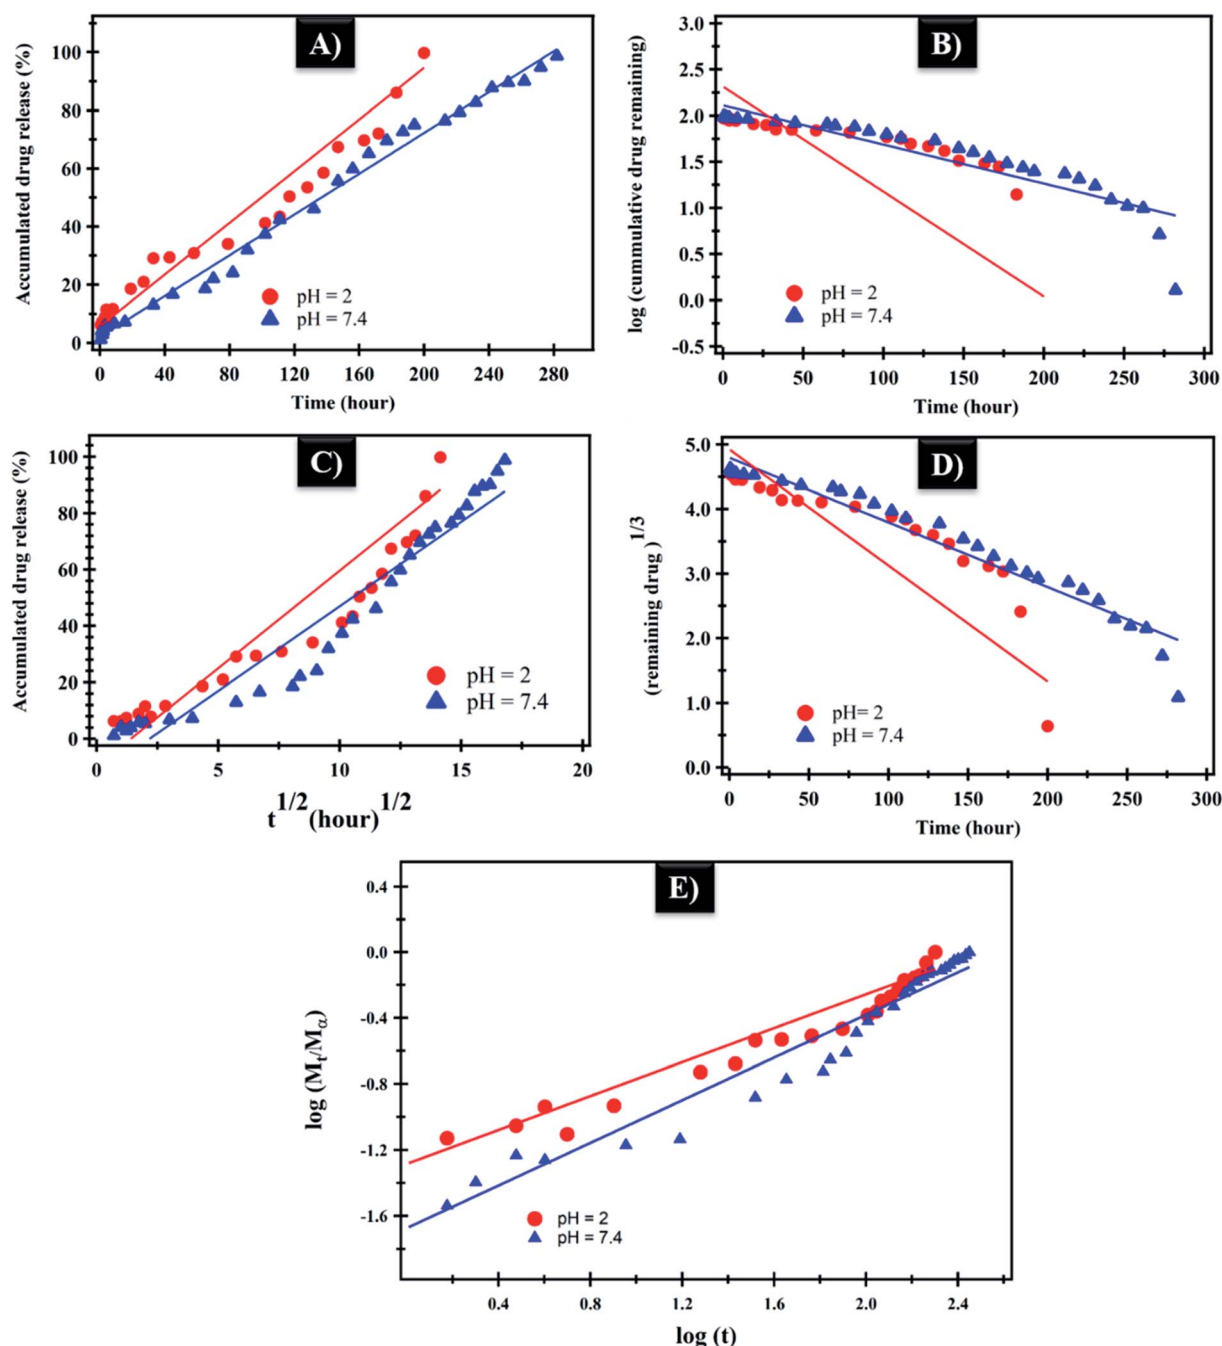 A)
Accumulated drug release (%)
100
80
60
40
20
0
pH = 2
pH = 7.4
0 40 80 120 160 200 240 280
Time (hour)
B)
log (cummulative drug remaining)
3.0
2.5
2.0
1.5
1.0
0.5
0.0
-0.5
pH = 2
pH = 7.4
0 50 100 150 200 250 300
Time (hour)
C)
Accumulated drug release (%)
100
80
60
40
20
0
pH = 2
pH = 7.4
0 5 10 15 20
t^1/2 (hour)^1/2
D)
(remaining drug)^1/3
5.0
4.0
3.0
2.0
1.0
0.0
pH= 2
pH = 7.4
0 50 100 150 200 250 300
Time (hour)
E)
log (Mt/Mα)
0.4
0.0
-0.4
-0.8
-1.2
-1.6
pH = 2
pH = 7.4
0.4 0.8 1.2 1.6 2.0 2.4
log (t)